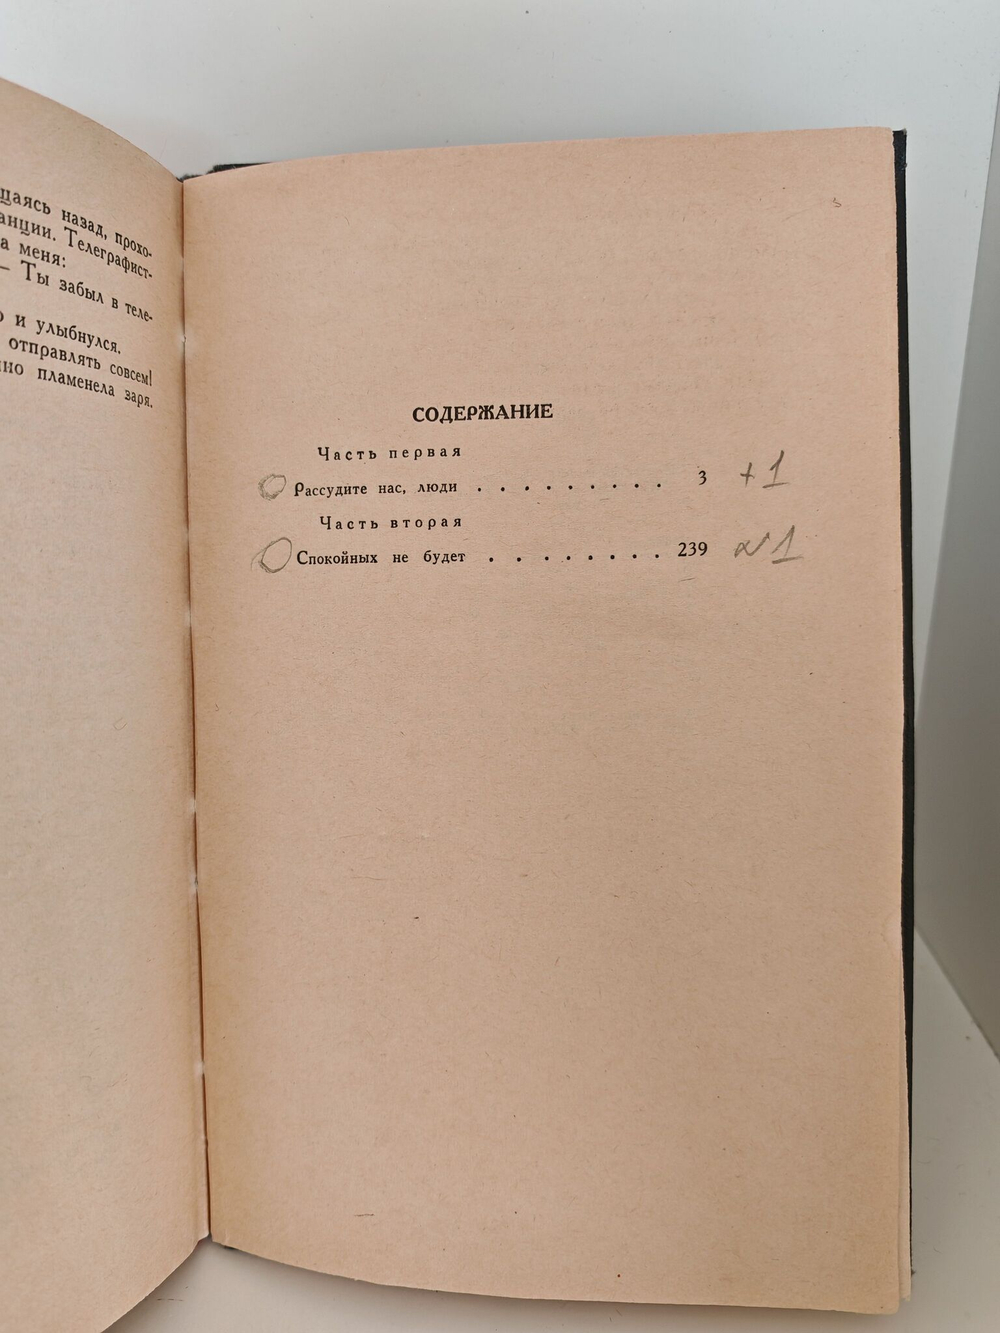 щаясь назад, прохо-
анции. Телеграфист-
а меня:
— Ты забыл в теле-
о и улыбнулся.
отправлять совсем!
но пламенела заря.
СОДЕРЖАНИЕ
Часть первая
Рассудите нас, люди . . . . . . . . . 3 +1
Часть вторая
Спокойных не будет . . . . . . . . 239 ~1